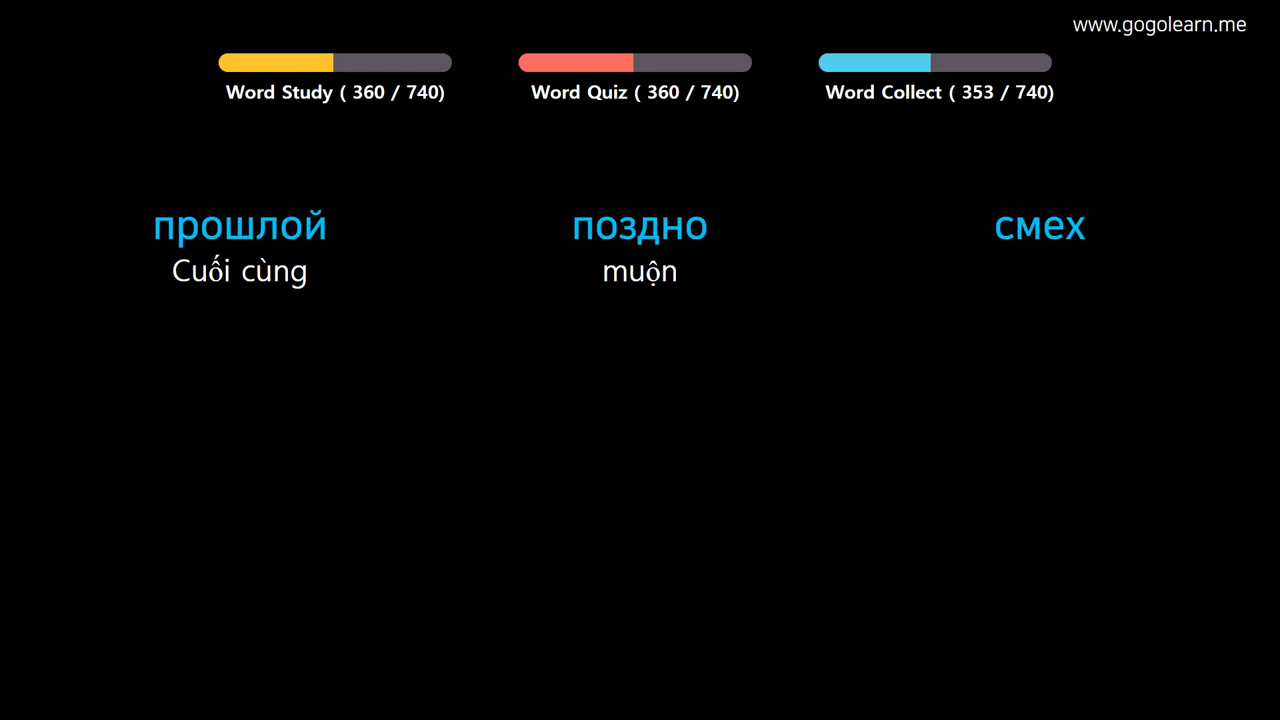 www.gogolearn.me
Word Study ( 360 / 740)
Word Quiz ( 360 / 740)
Word Collect ( 353 / 740)
прошлой
поздно
смех
Cuối cùng
muộn